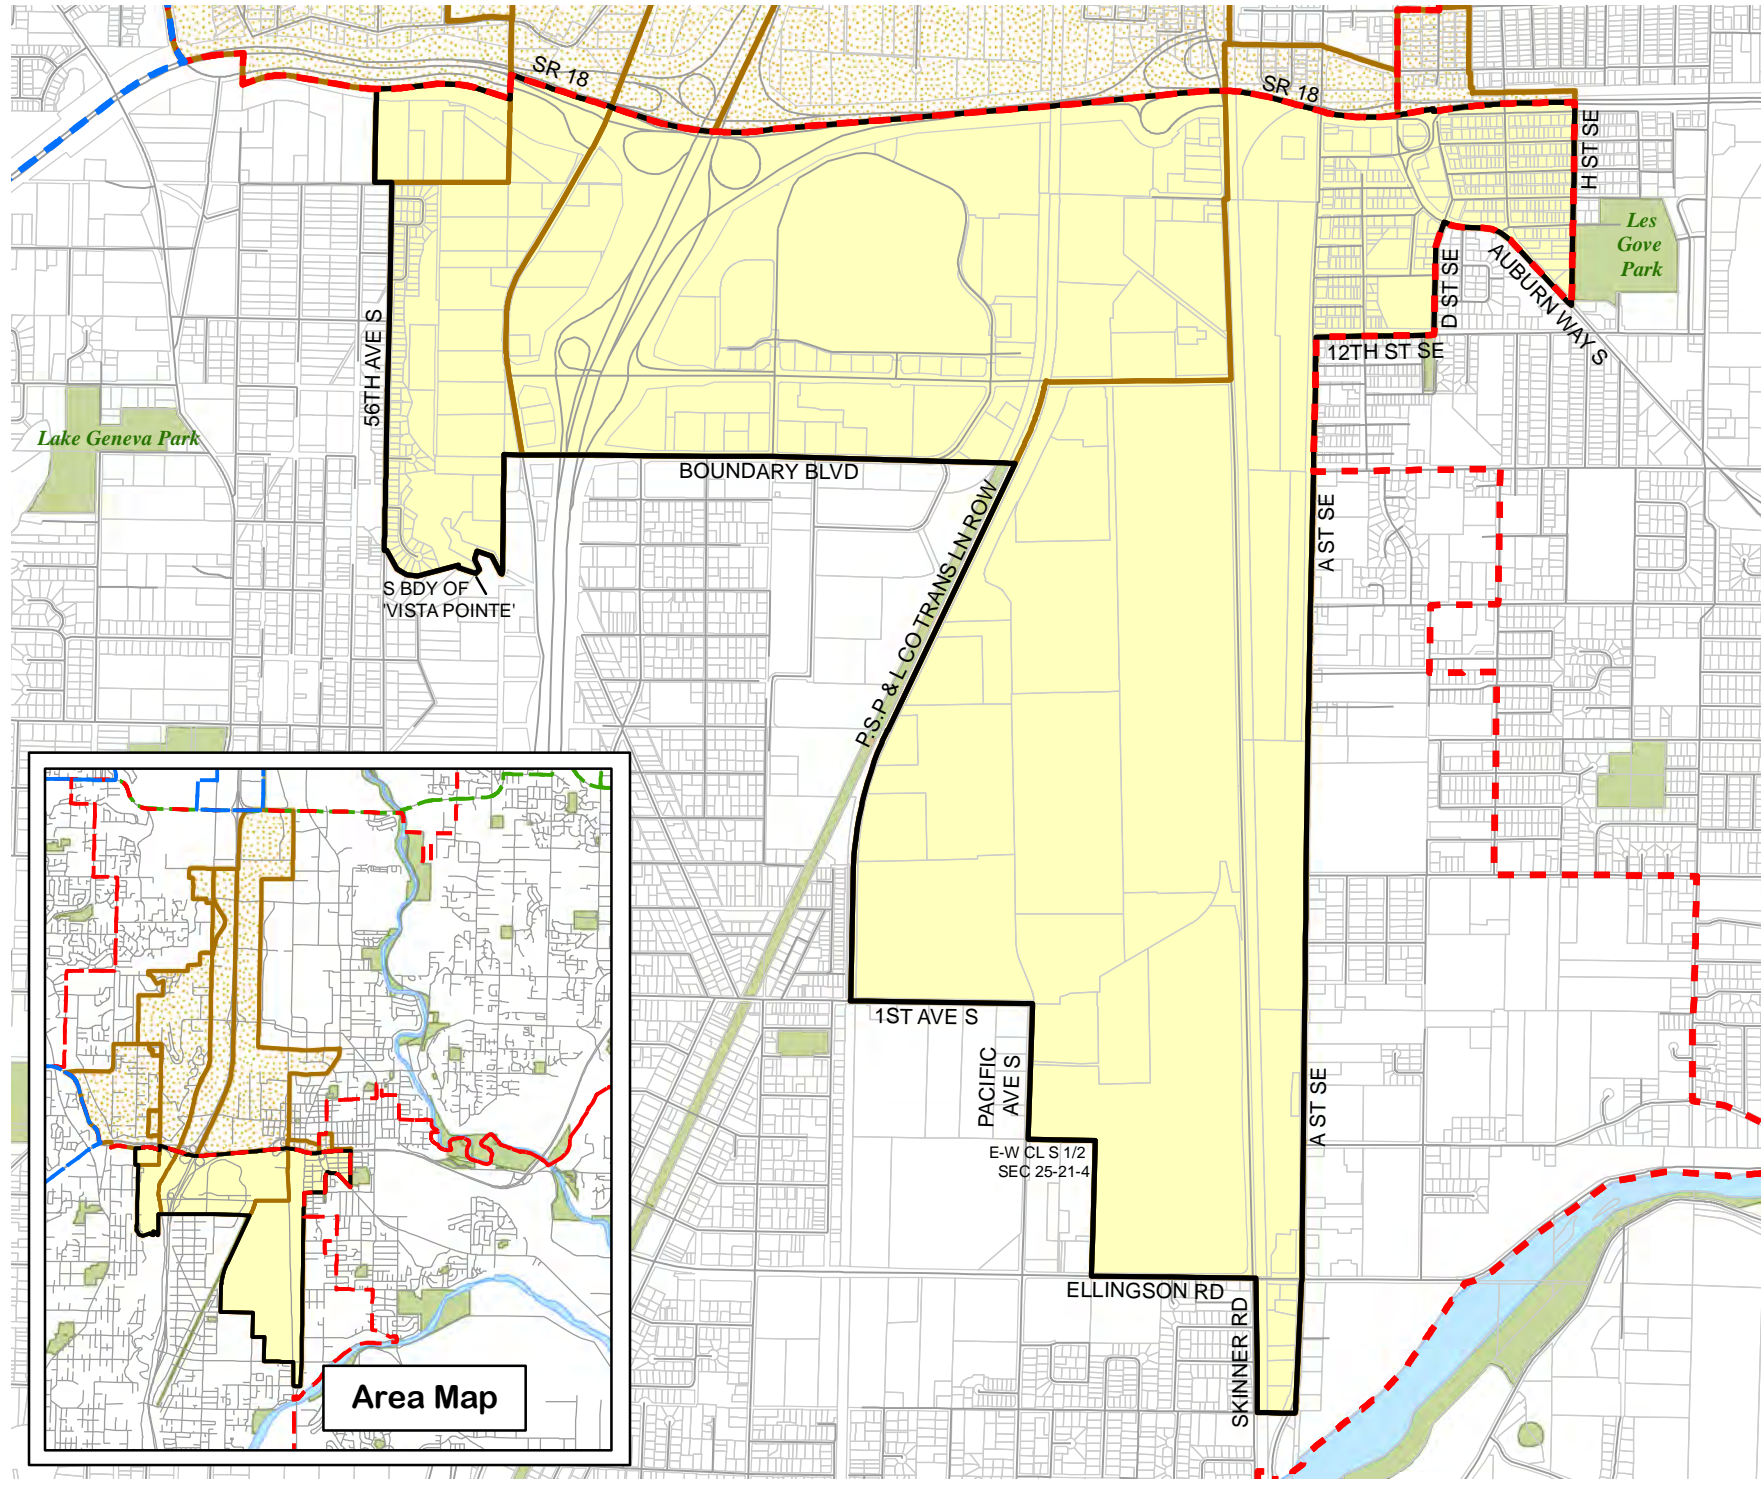 SR 18
SR 18
H ST SE
Les
Gove
Park
D ST SE
AUBURN WAY S
12TH ST SE
56TH AVE S
Lake Geneva Park
BOUNDARY BLVD
P.S.P & L CO TRANS LN ROW
A ST SE
S BDY OF
'VISTA POINTE'
1ST AVE S
PACIFIC
AVE S
A ST SE
E-W CL S 1/2
SEC 25-21-4
ELLINGSON RD
SKINNER RD
Area Map